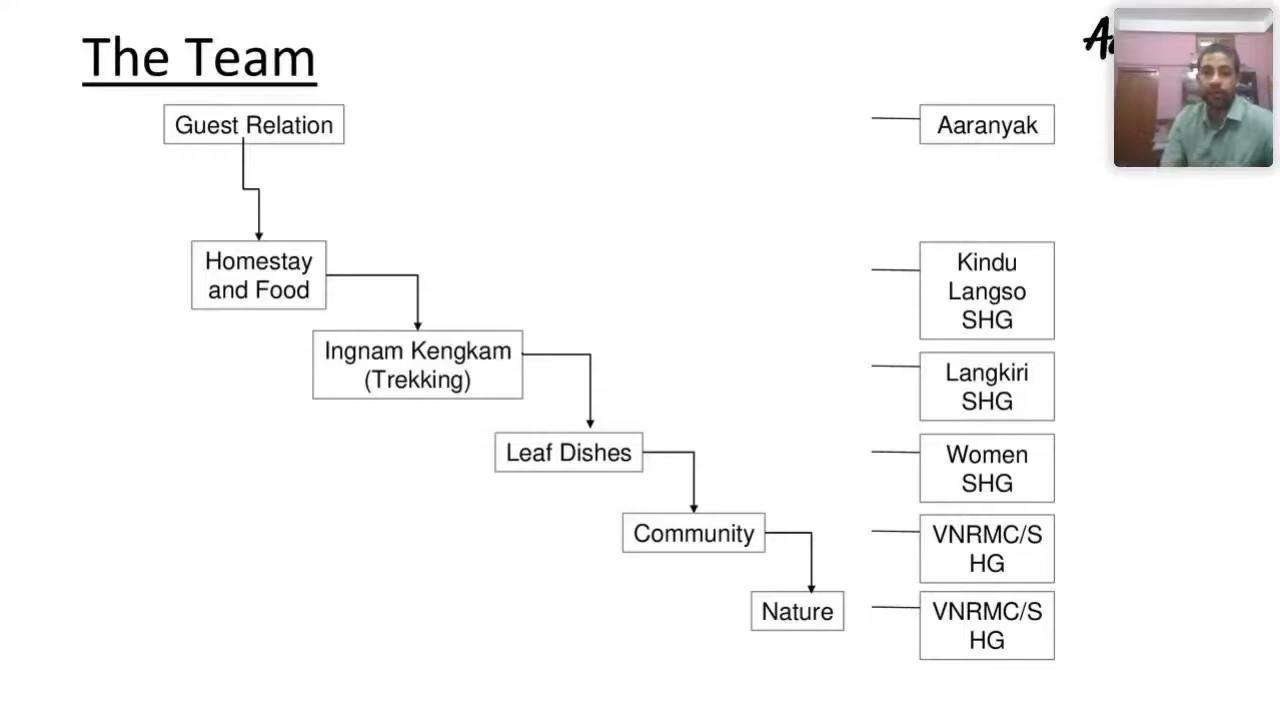 The Team
Guest Relation
Aaranyak
Homestay
and Food
Kindu
Langso
SHG
Ingnam Kengkam
(Trekking)
Langkiri
SHG
Leaf Dishes
Women
SHG
Community
VNRMC/S
HG
Nature
VNRMC/S
HG